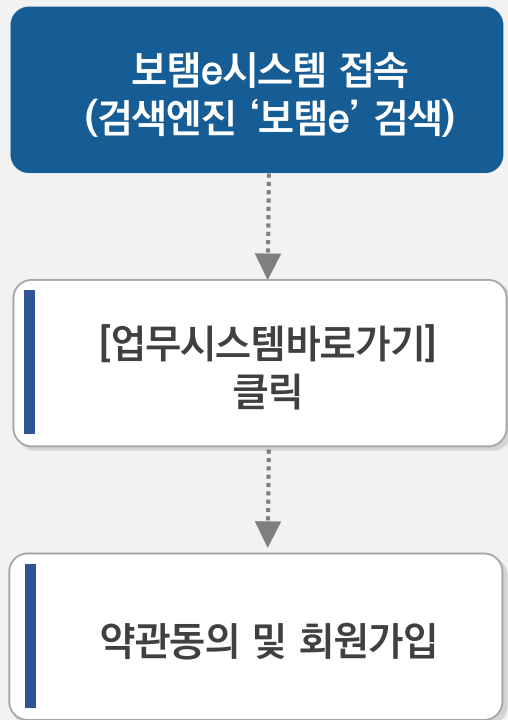 보탬e시스템 접속
(검색엔진 ‘보탬e’ 검색)
[업무시스템바로가기]
클릭
약관동의 및 회원가입